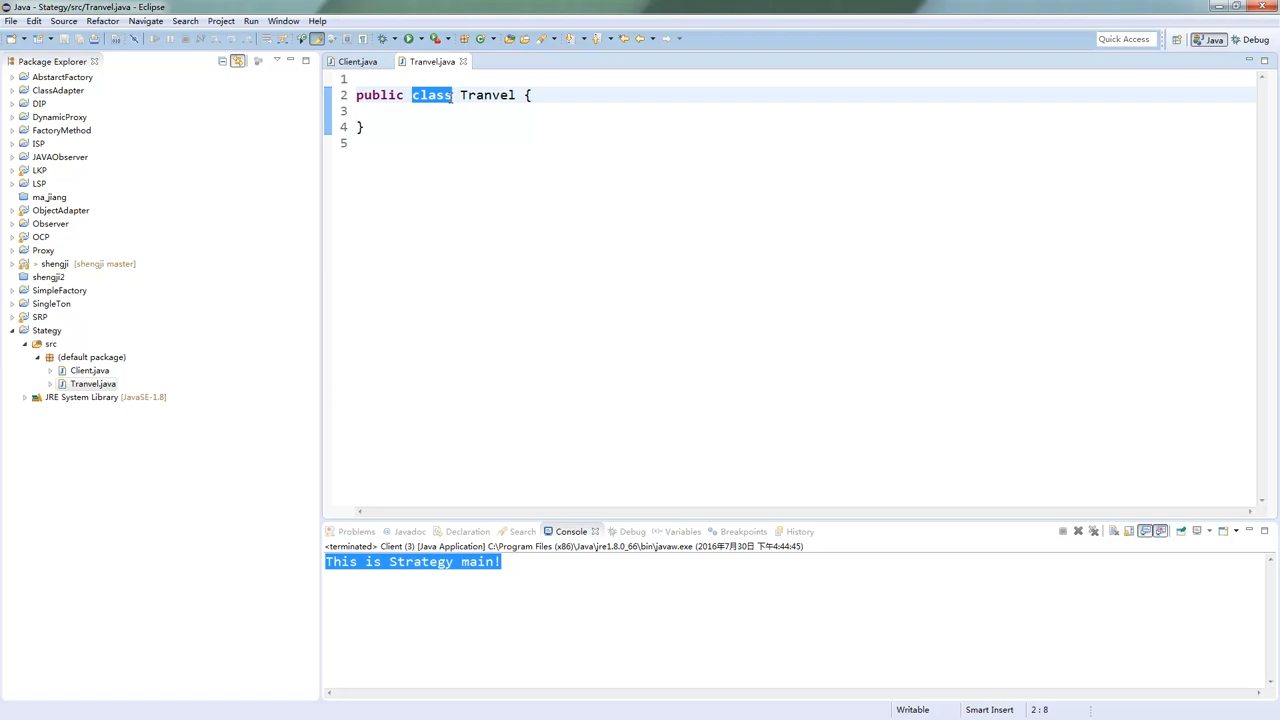 Java - Stategy/src/Tranvel.java - Eclipse
File Edit Source Refactor Navigate Search Project Run Window Help
Quick Access Java Debug
Package Explorer
AbstarctFactory
ClassAdapter
DIP
DynamicProxy
FactoryMethod
ISP
JAVAObserver
LKP
LSP
ma_jiang
ObjectAdapter
Observer
OCP
Proxy
> shengji [shengji master]
shengji2
SimpleFactory
SingleTon
SRP
Stategy
src
(default package)
Client.java
Tranvel.java
JRE System Library [JavaSE-1.8]
Client.java Tranvel.java
1
2 public class Tranvel {
3
4 }
5
Problems Javadoc Declaration Search Console Debug Variables Breakpoints History
<terminated> Client (3) [Java Application] C:\Program Files (x86)\Java\jre1.8.0_66\bin\javaw.exe (2016年7月30日 下午4:44:45)
This is Strategy main!
Writable Smart Insert 2 : 8